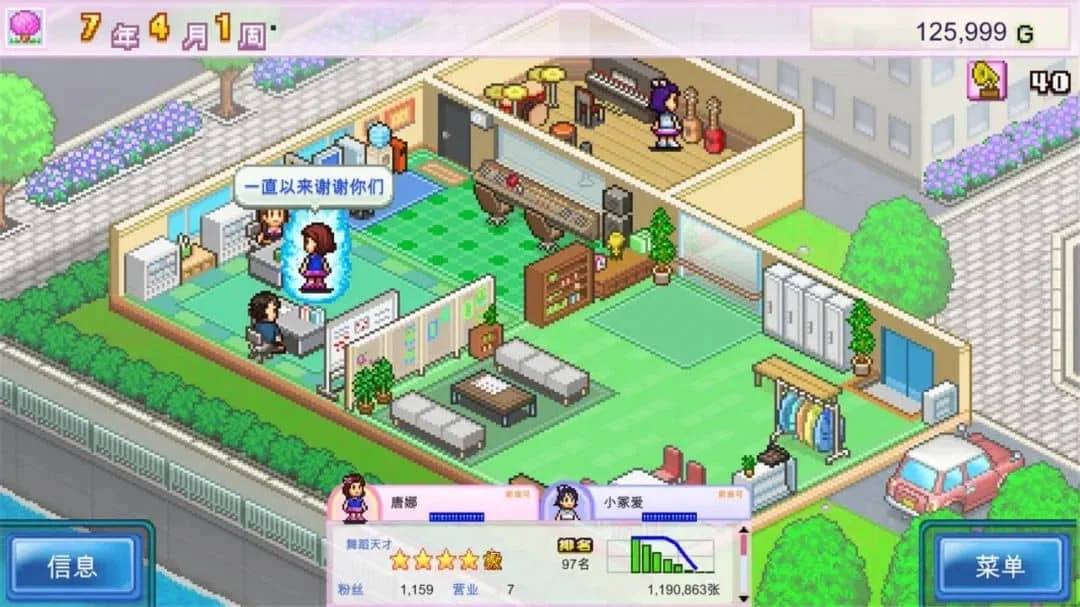 7年4月1周
125,999 G
40
一直以来谢谢你们
唐娜
小冢爱
舞蹈天才
排名
97名
粉丝 1,159 营业 7
1,190,863张
信息
菜单